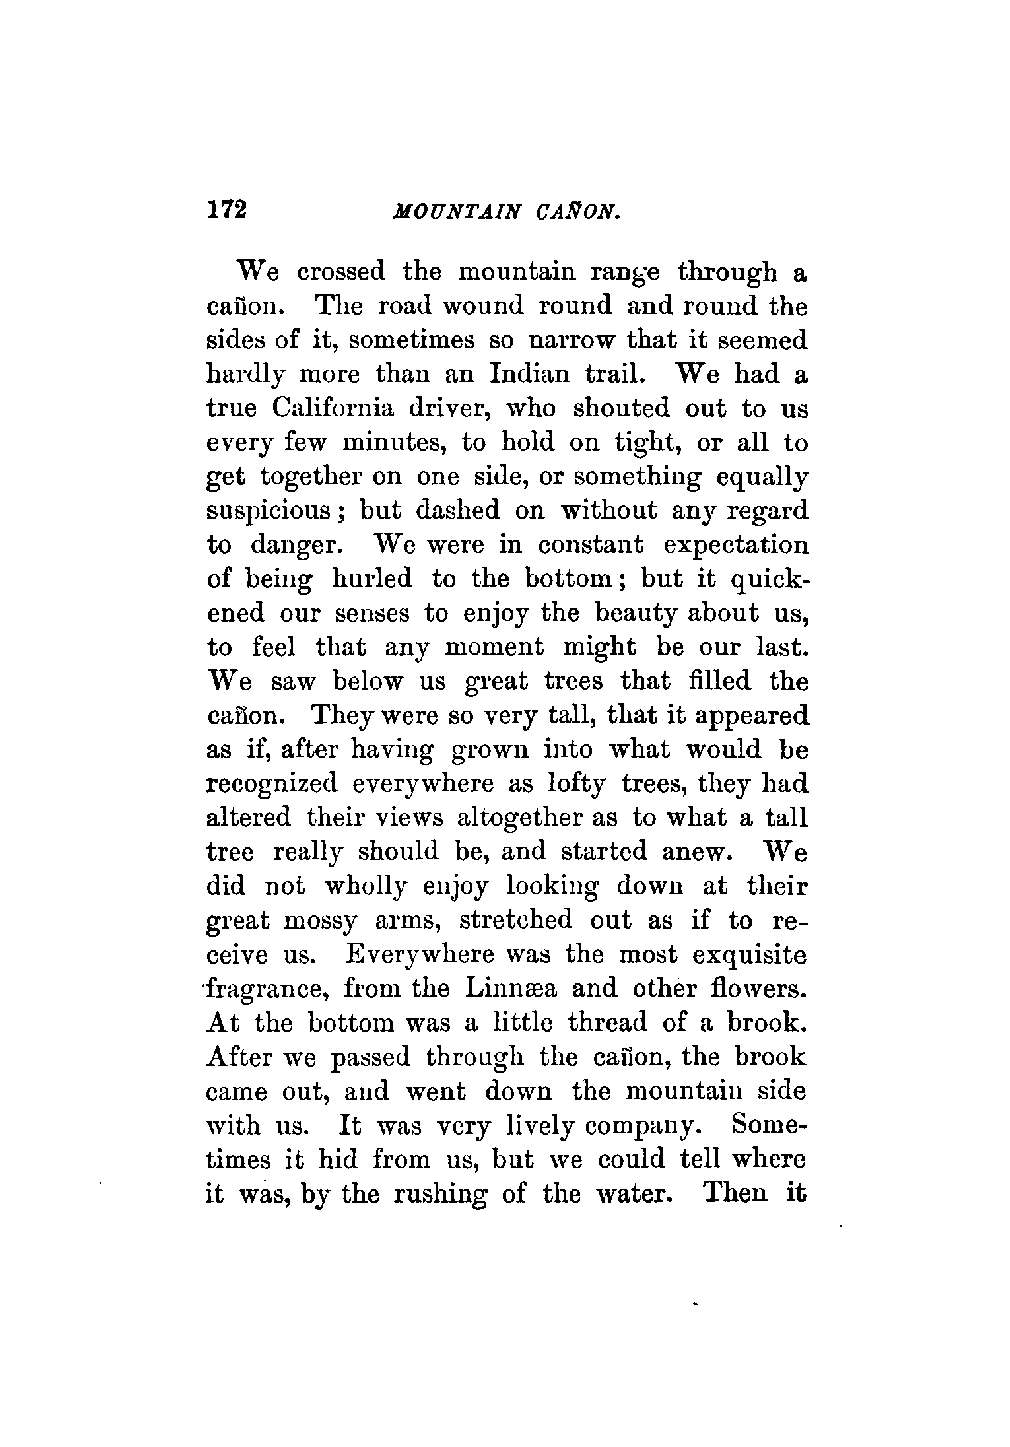 172 MOUNTAIN CAÑON.
We crossed the mountain range through a
cañon. The road wound round and round the
sides of it, sometimes so narrow that it seemed
hardly more than an Indian trail. We had a
true California driver, who shouted out to us
every few minutes, to hold on tight, or all to
get together on one side, or something equally
suspicious; but dashed on without any regard
to danger. We were in constant expectation
of being hurled to the bottom; but it quick-
ened our senses to enjoy the beauty about us,
to feel that any moment might be our last.
We saw below us great trees that filled the
cañon. They were so very tall, that it appeared
as if, after having grown into what would be
recognized everywhere as lofty trees, they had
altered their views altogether as to what a tall
tree really should be, and started anew. We
did not wholly enjoy looking down at their
great mossy arms, stretched out as if to re-
ceive us. Everywhere was the most exquisite
fragrance, from the Linnæa and other flowers.
At the bottom was a little thread of a brook.
After we passed through the cañon, the brook
came out, and went down the mountain side
with us. It was very lively company. Some-
times it hid from us, but we could tell where
it was, by the rushing of the water. Then it